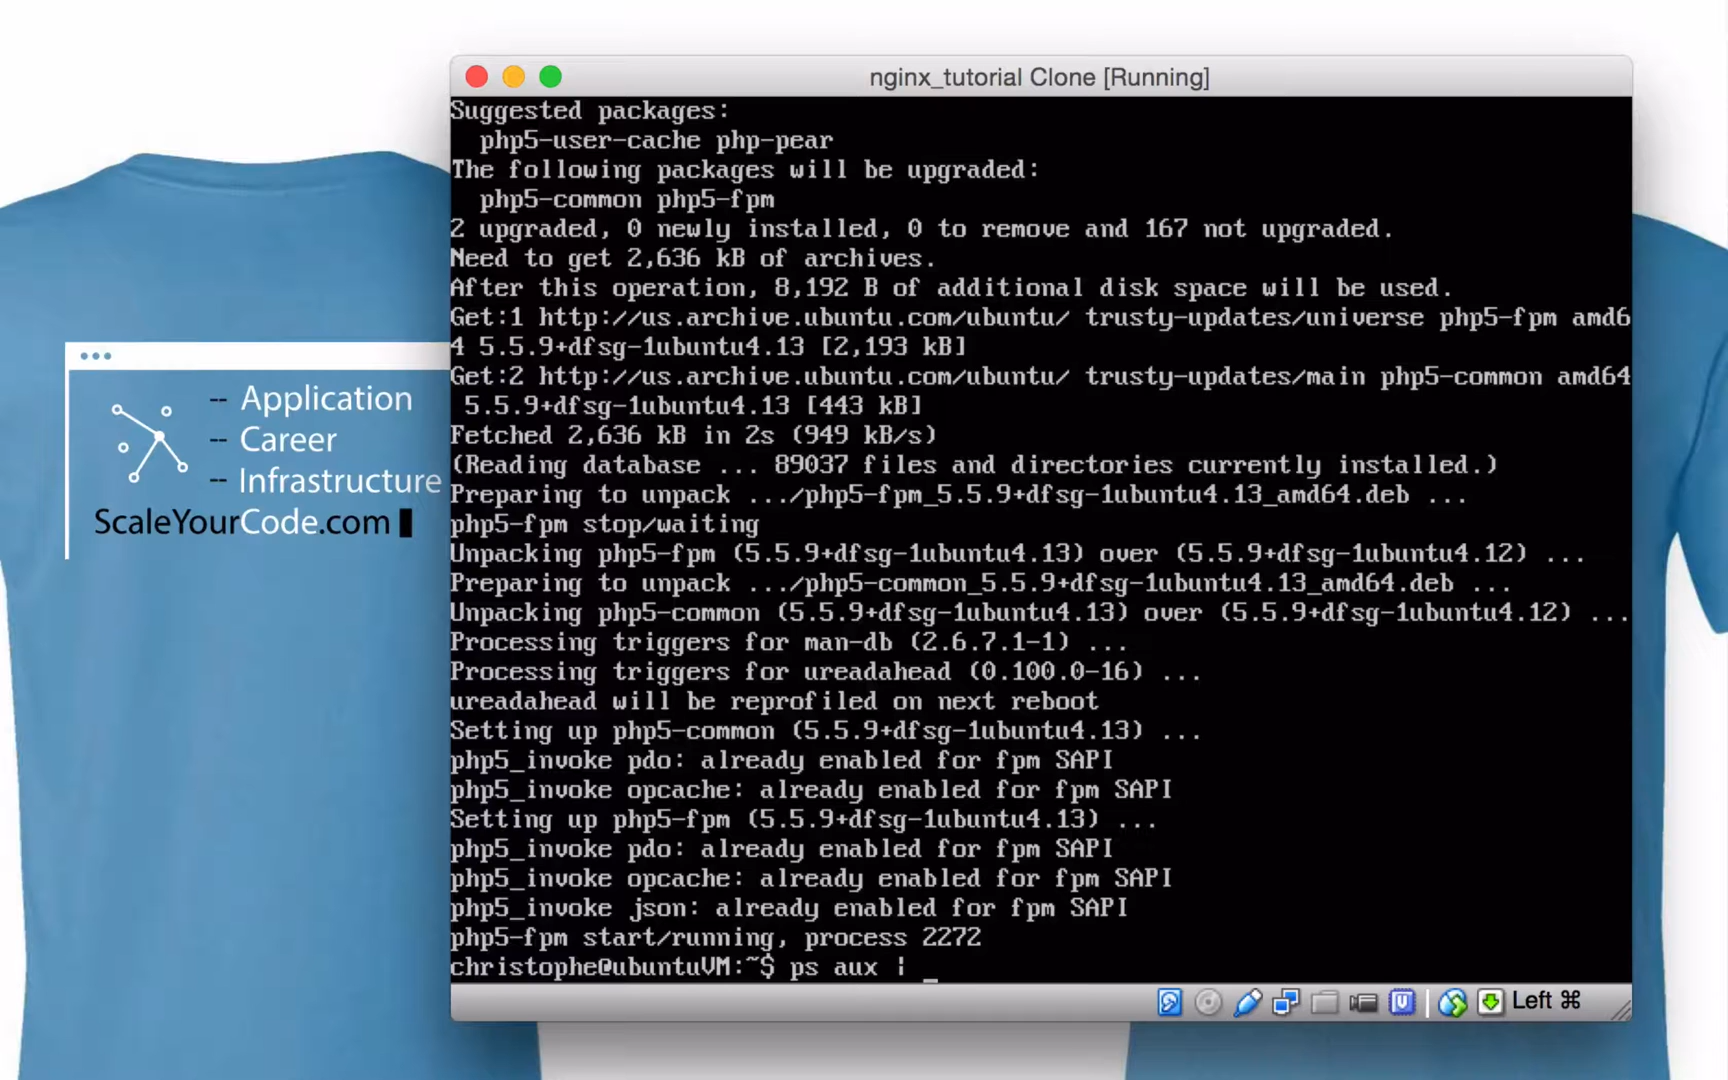 nginx_tutorial Clone [Running]
Suggested packages:
php5-user-cache php-pear
The following packages will be upgraded:
php5-common php5-fpm
2 upgraded, 0 newly installed, 0 to remove and 167 not upgraded.
Need to get 2,636 kB of archives.
After this operation, 8,192 B of additional disk space will be used.
Get:1 http://us.archive.ubuntu.com/ubuntu/ trusty-updates/universe php5-fpm amd6
4 5.5.9+dfsg-1ubuntu4.13 [2,193 kB]
Get:2 http://us.archive.ubuntu.com/ubuntu/ trusty-updates/main php5-common amd64
5.5.9+dfsg-1ubuntu4.13 [443 kB]
Fetched 2,636 kB in 2s (949 kB/s)
(Reading database ... 89037 files and directories currently installed.)
Preparing to unpack .../php5-fpm_5.5.9+dfsg-1ubuntu4.13_amd64.deb ...
php5-fpm stop/waiting
Unpacking php5-fpm (5.5.9+dfsg-1ubuntu4.13) over (5.5.9+dfsg-1ubuntu4.12) ...
Preparing to unpack .../php5-common_5.5.9+dfsg-1ubuntu4.13_amd64.deb ...
Unpacking php5-common (5.5.9+dfsg-1ubuntu4.13) over (5.5.9+dfsg-1ubuntu4.12) ...
Processing triggers for man-db (2.6.7.1-1) ...
Processing triggers for ureadahead (0.100.0-16) ...
ureadahead will be reprofiled on next reboot
Setting up php5-common (5.5.9+dfsg-1ubuntu4.13) ...
php5_invoke pdo: already enabled for fpm SAPI
php5_invoke opcache: already enabled for fpm SAPI
Setting up php5-fpm (5.5.9+dfsg-1ubuntu4.13) ...
php5_invoke pdo: already enabled for fpm SAPI
php5_invoke opcache: already enabled for fpm SAPI
php5_invoke json: already enabled for fpm SAPI
php5-fpm start/running, process 2272
christophe@ubuntuVM:~$ ps aux | _
Left ⌘
-- Application
-- Career
-- Infrastructure
ScaleYourCode.com